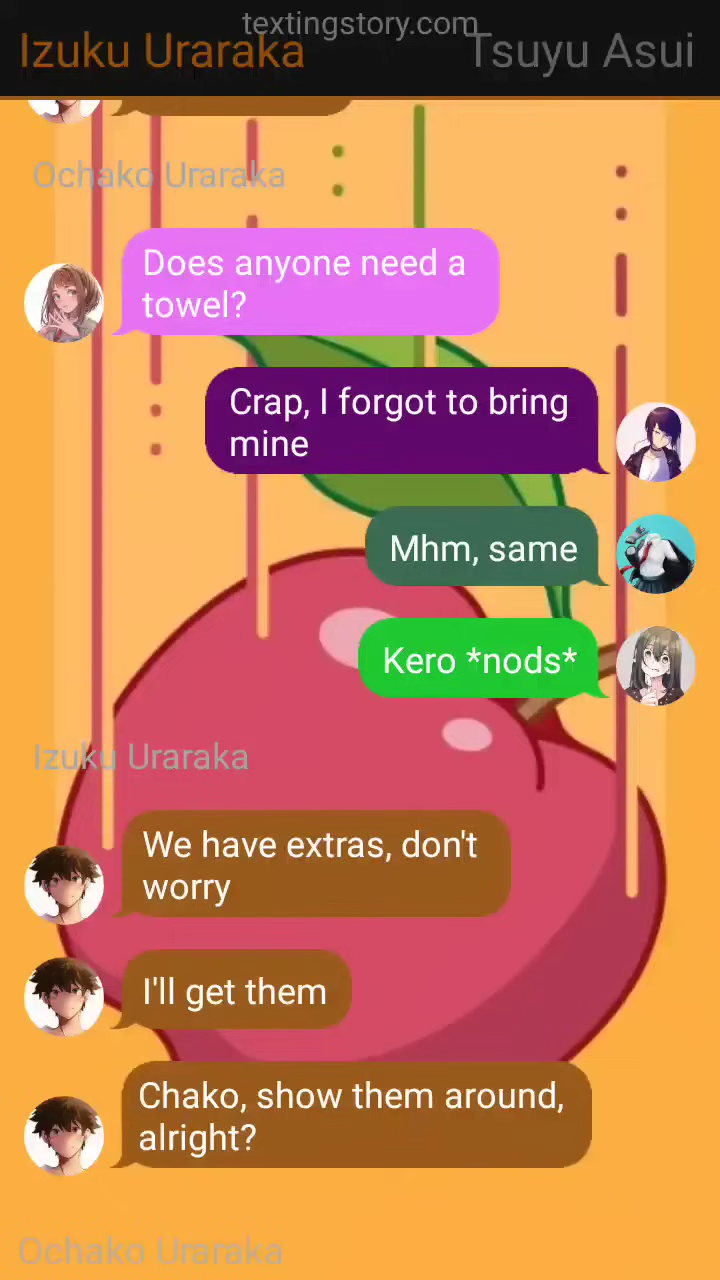 textingstory.com
Izuku Uraraka
Tsuyu Asui
Ochako Uraraka
Does anyone need a
towel?
Crap, I forgot to bring
mine
Mhm, same
Kero *nods*
Izuku Uraraka
We have extras, don't
worry
I'll get them
Chako, show them around,
alright?
Ochako Uraraka